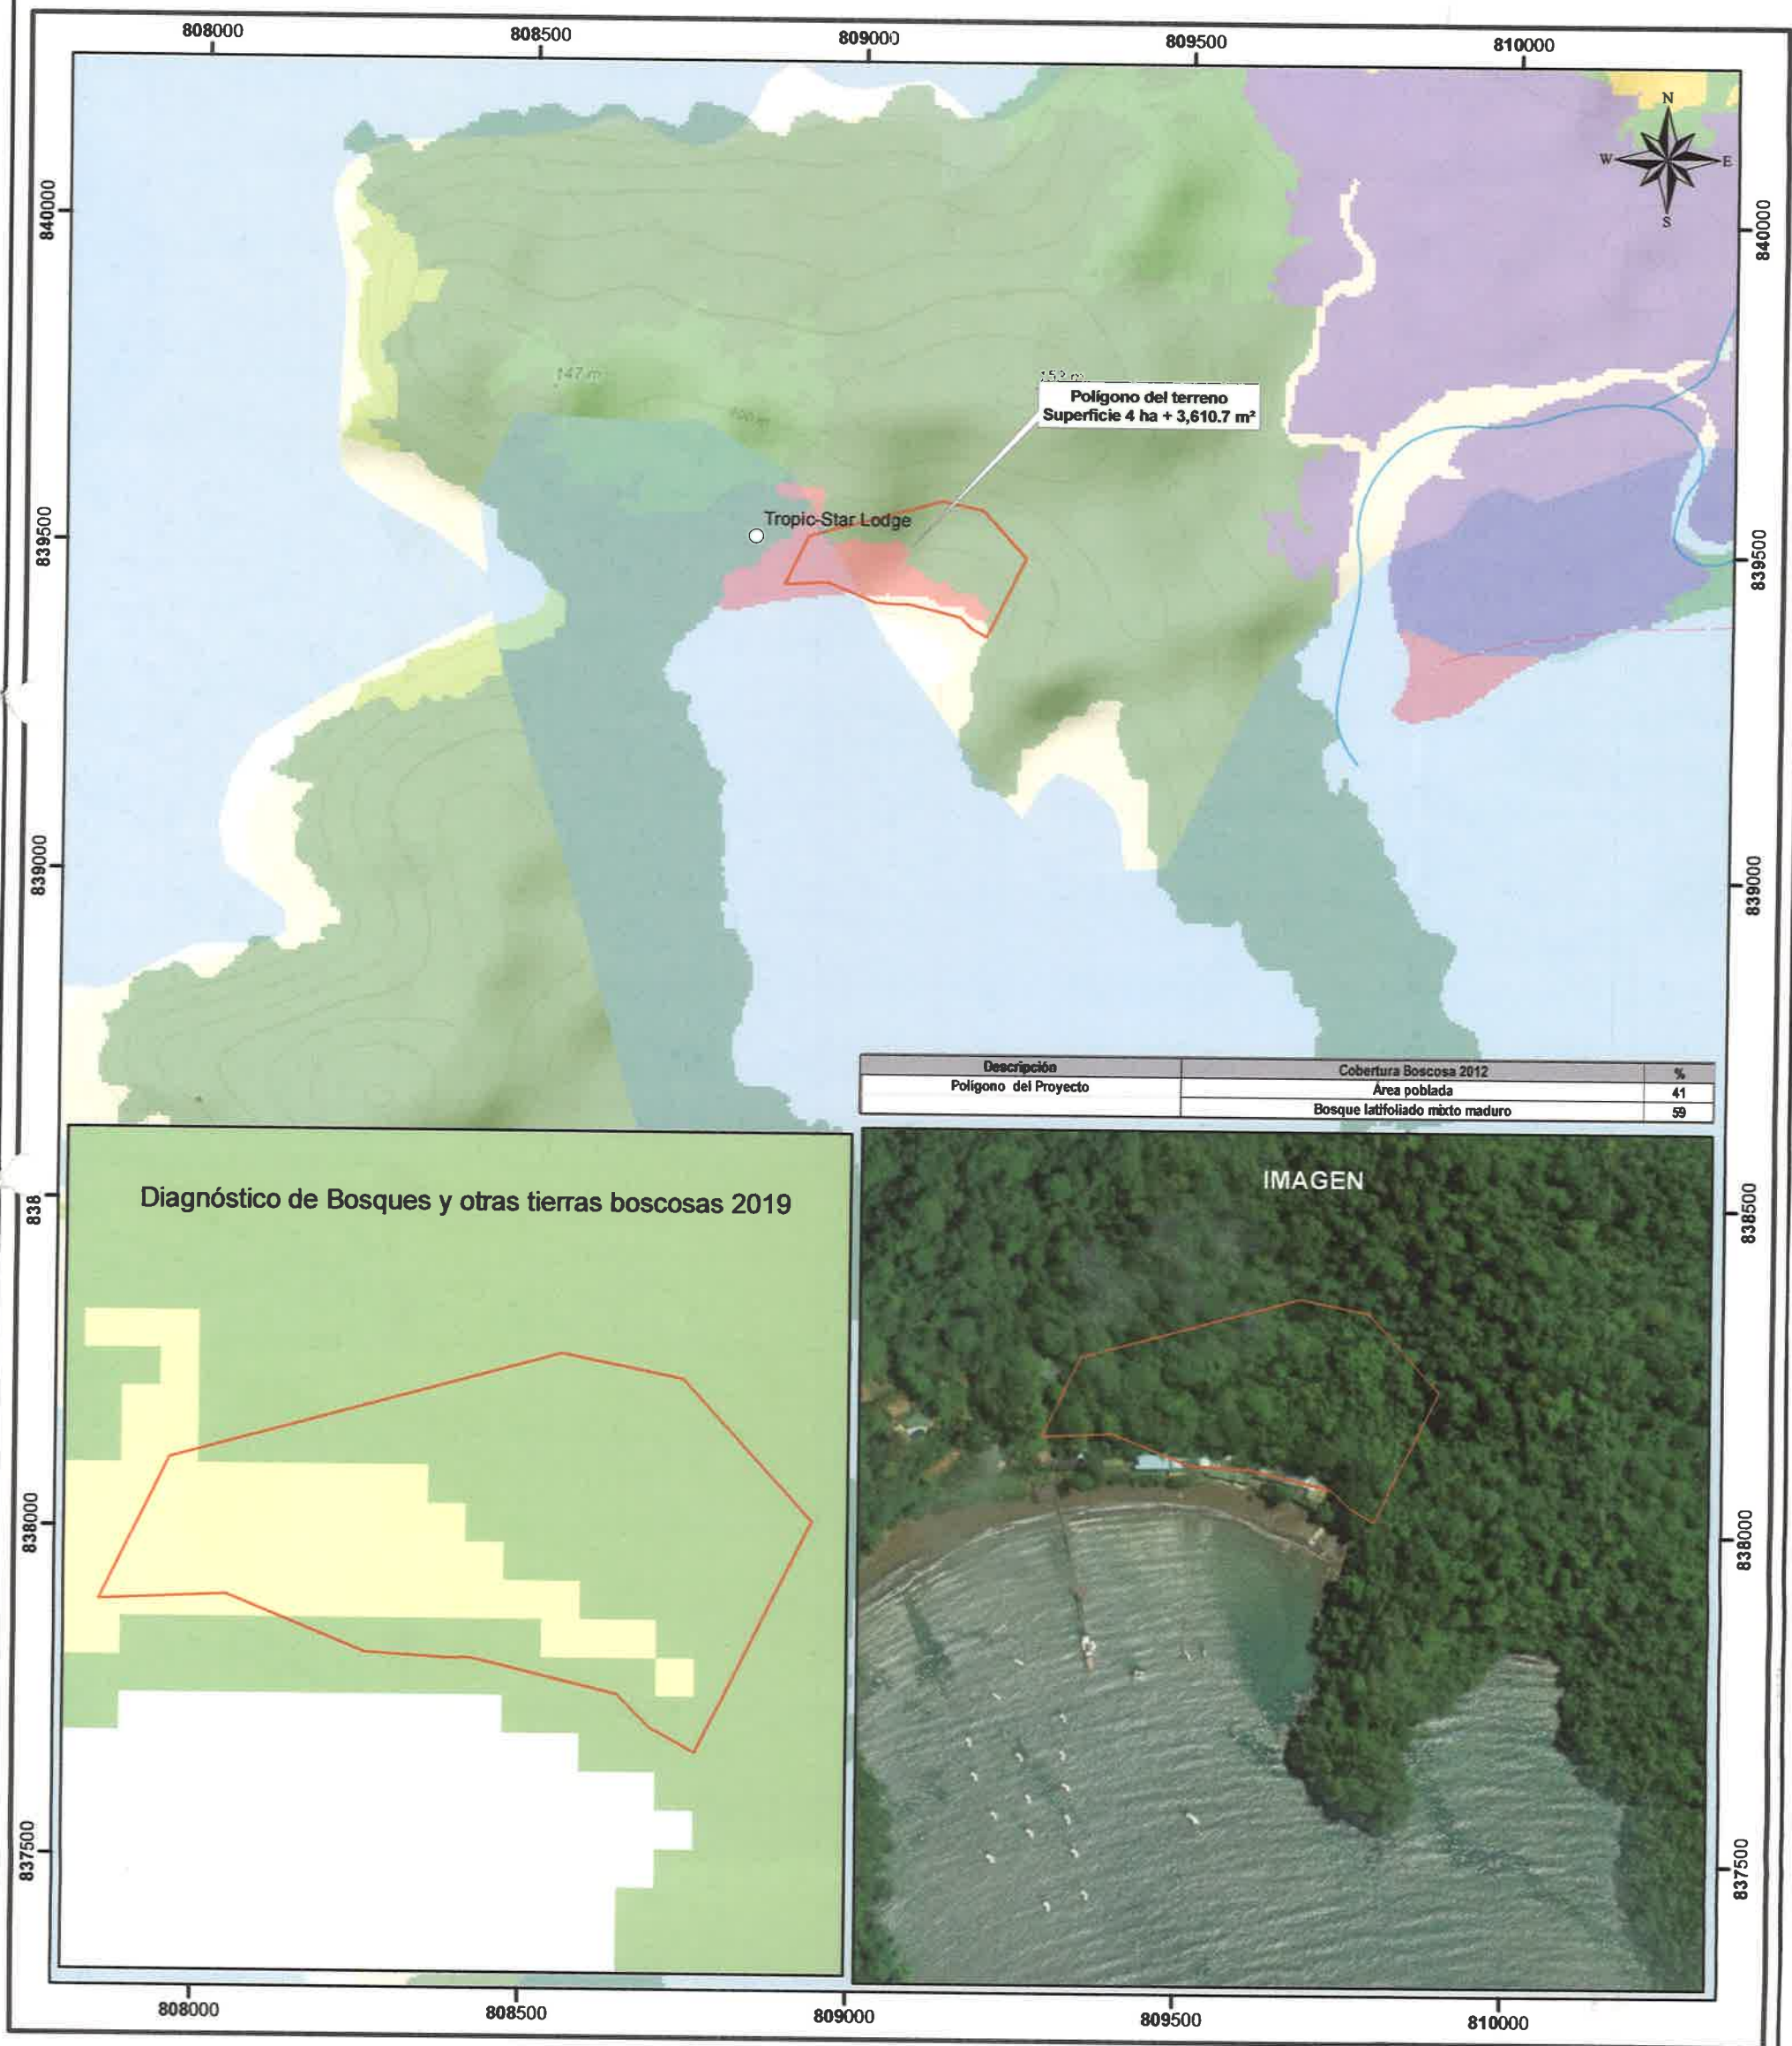 808000 808500 809000 809500 810000
N
W E
S
840000 840000
147 m
152 m
Polígono del terreno
Superficie 4 ha + 3,610.7 m²
Tropic-Star Lodge
839500 839500
839000 839000
Descripción Cobertura Boscosa 2012 %
Polígono del Proyecto Área poblada 41
Bosque latifoliado mixto maduro 59
Diagnóstico de Bosques y otras tierras boscosas 2019
IMAGEN
838 838500
838000 838000
837500 837500
808000 808500 809000 809500 810000